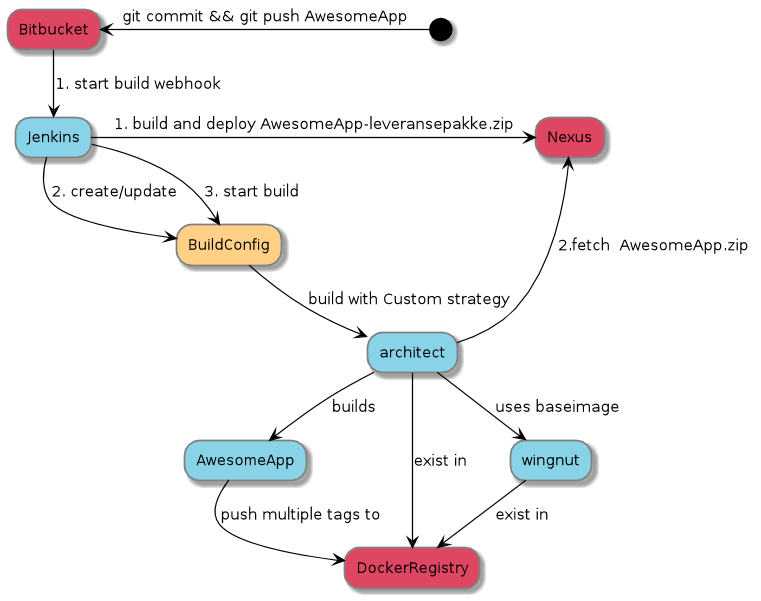 git commit && git push AwesomeApp
Bitbucket
1. start build webhook
1. build and deploy AwesomeApp-leveransepakke.zip
Jenkins
Nexus
2. create/update
3. start build
BuildConfig
2.fetch  AwesomeApp.zip
build with Custom strategy
architect
builds
uses baseimage
AwesomeApp
exist in
wingnut
push multiple tags to
exist in
DockerRegistry